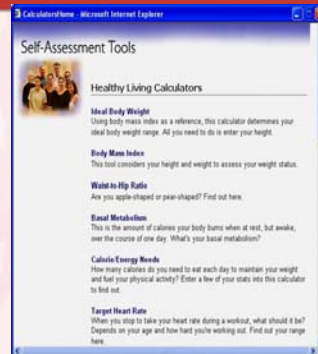 CalculatorsHome - Microsoft Internet Explorer
Self-Assessment Tools
Healthy Living Calculators
Ideal Body Weight
Using body mass index as a reference, this calculator determines your
ideal body weight range. All you need to do is enter your height.
Body Mass Index
This tool considers your height and weight to assess your weight status.
Waist-to-Hip Ratio
Are you apple-shaped or pear-shaped? Find out here.
Basal Metabolism
This is the amount of calories your body burns when at rest, but awake,
over the course of one day. What's your basal metabolism?
Calorie/Energy Needs
How many calories do you need to eat each day to maintain your weight
and fuel your physical activity? Enter a few of your stats into this calculator
to find out.
Target Heart Rate
When you stop to take your heart rate during a workout, what should it be?
Depends on your age and how hard you're working out. Find out your range
here.